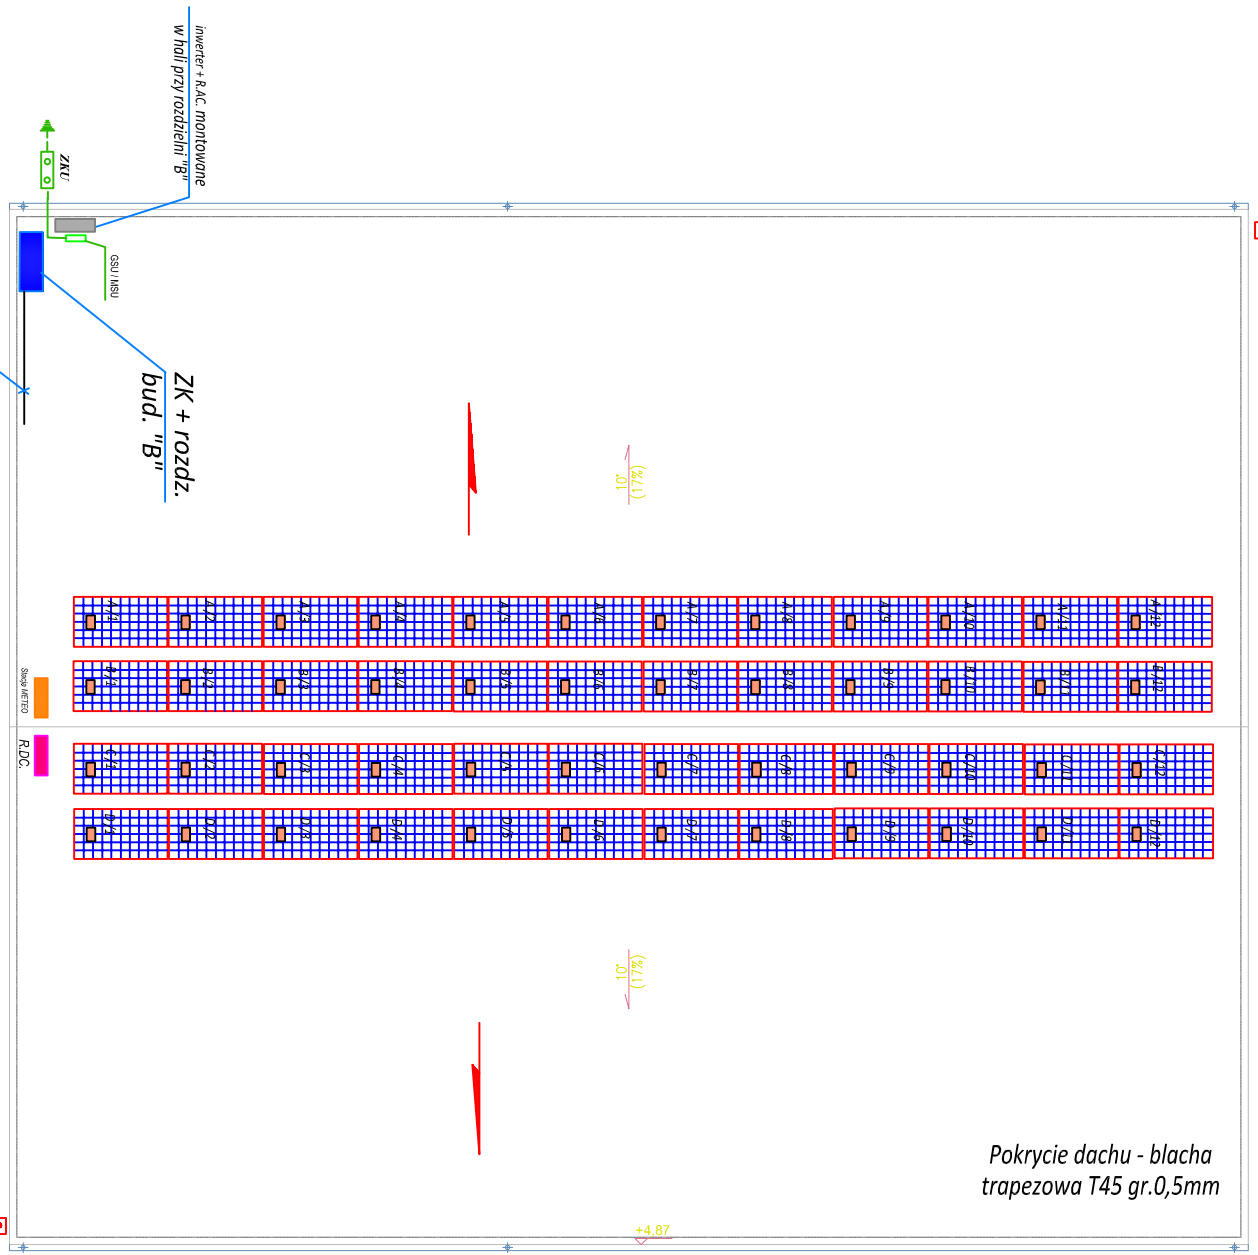 inwerter + R.AC. montowane
w hali przy rozdzielni "B"
ZKU
GSU / MSU
ZK + rozdz.
bud. "B"
10°
(17%)
A/1 A/2 A/3 A/4 A/5 A/6 A/7 A/8 A/9 A/10 A/11 A/12
B/1 B/2 B/3 B/4 B/5 B/6 B/7 B/8 B/9 B/10 B/11 B/12
Stacja METEO
R.DC.
C/1 C/2 C/3 C/4 C/5 C/6 C/7 C/8 C/9 C/10 C/11 C/12
D/1 D/2 D/3 D/4 D/5 D/6 D/7 D/8 D/9 D/10 D/11 D/12
10°
(17%)
Pokrycie dachu - blacha
trapezowa T45 gr.0,5mm
+4.87